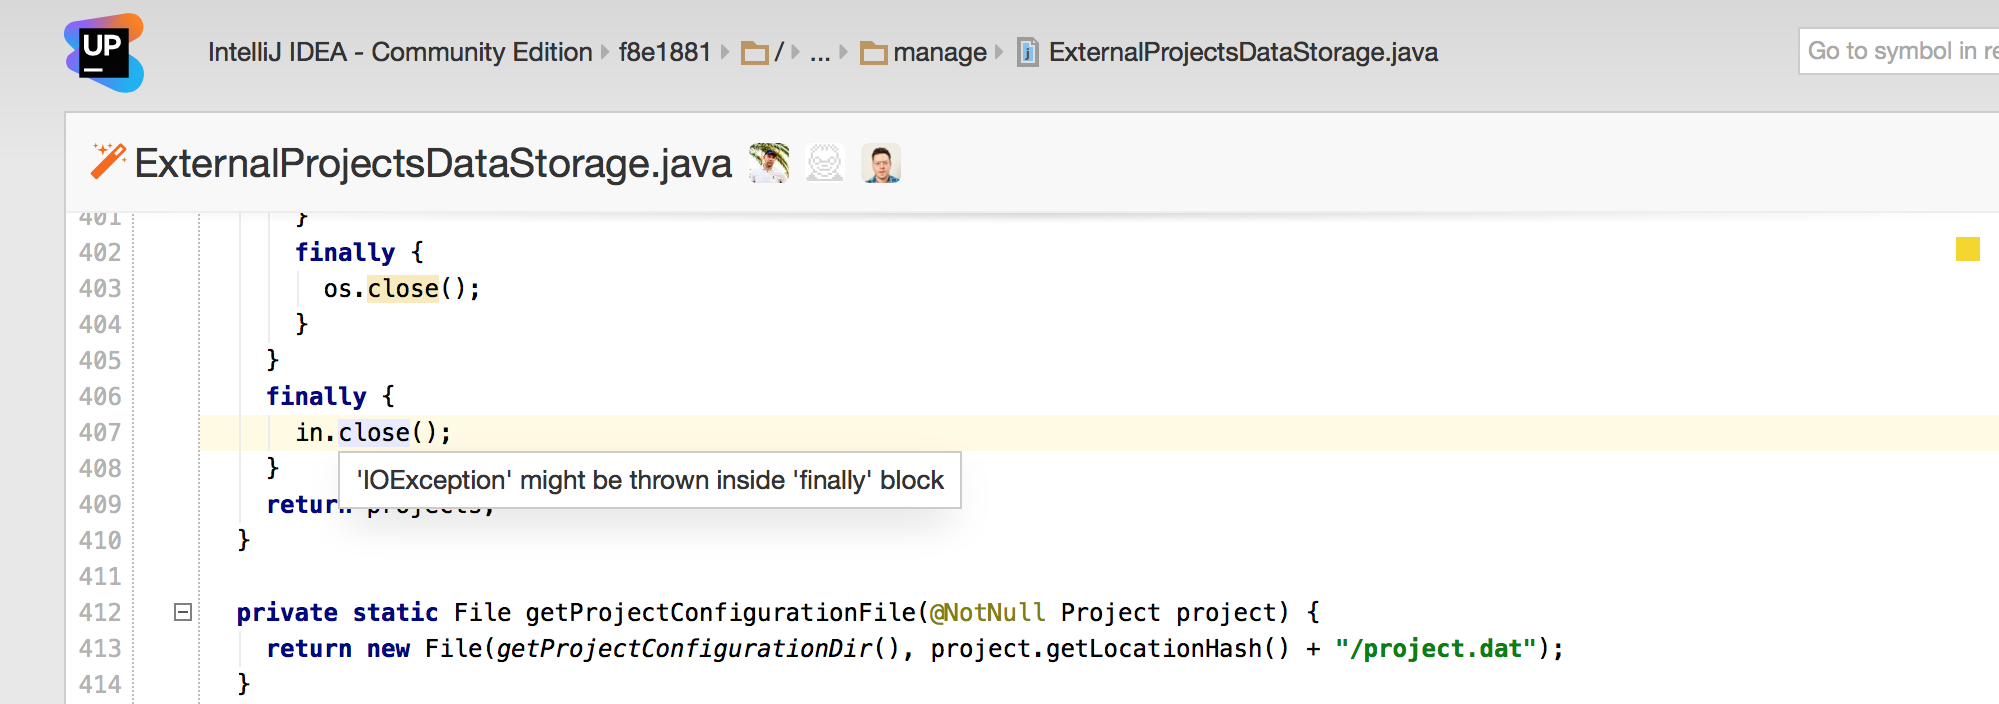 UP
IntelliJ IDEA - Community Edition f8e1881 / ... manage ExternalProjectsDataStorage.java
Go to symbol in re
ExternalProjectsDataStorage.java
401 }
402 finally {
403 os.close();
404 }
405 }
406 finally {
407 in.close();
'IOException' might be thrown inside 'finally' block
408 }
409 return projects;
410 }
411
412 private static File getProjectConfigurationFile(@NotNull Project project) {
413 return new File(getProjectConfigurationDir(), project.getLocationHash() + "/project.dat");
414 }